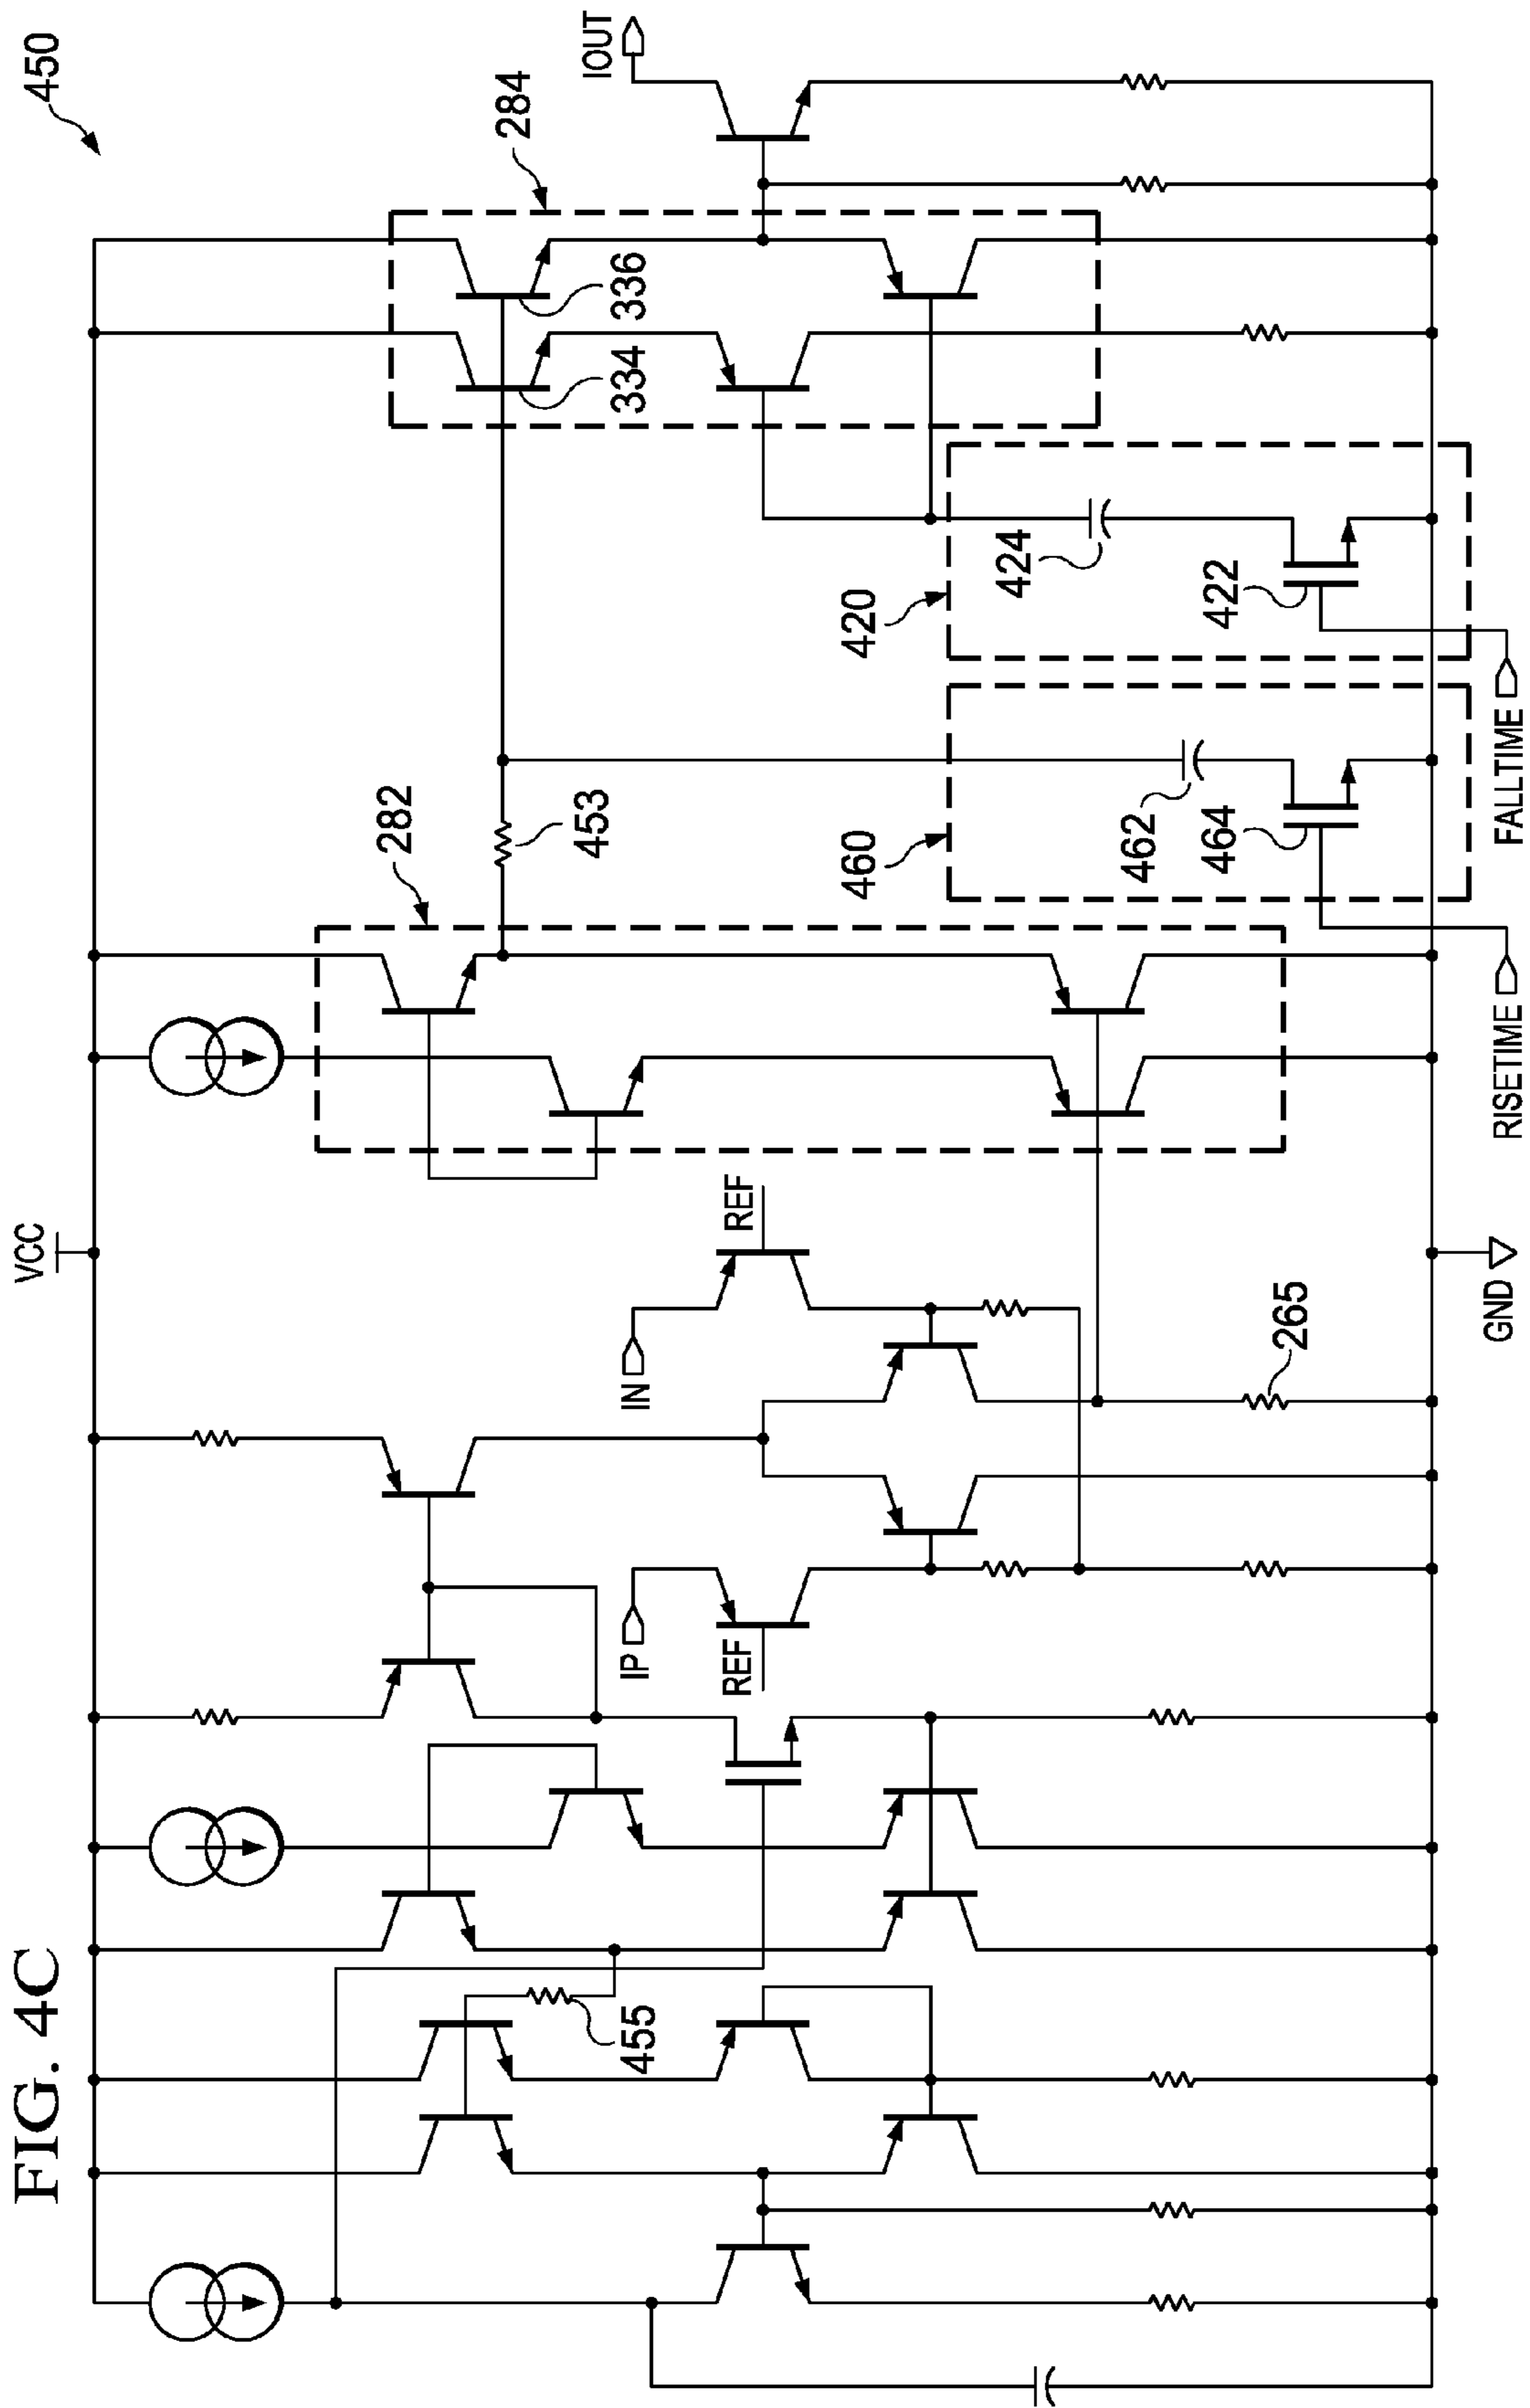 FIG. 4C
450
VCC
IOUT
284
336
334
282
453
455
IP
REF
IN
REF
265
460
462
464
420
424
422
GND
RISETIME
FALLTIME